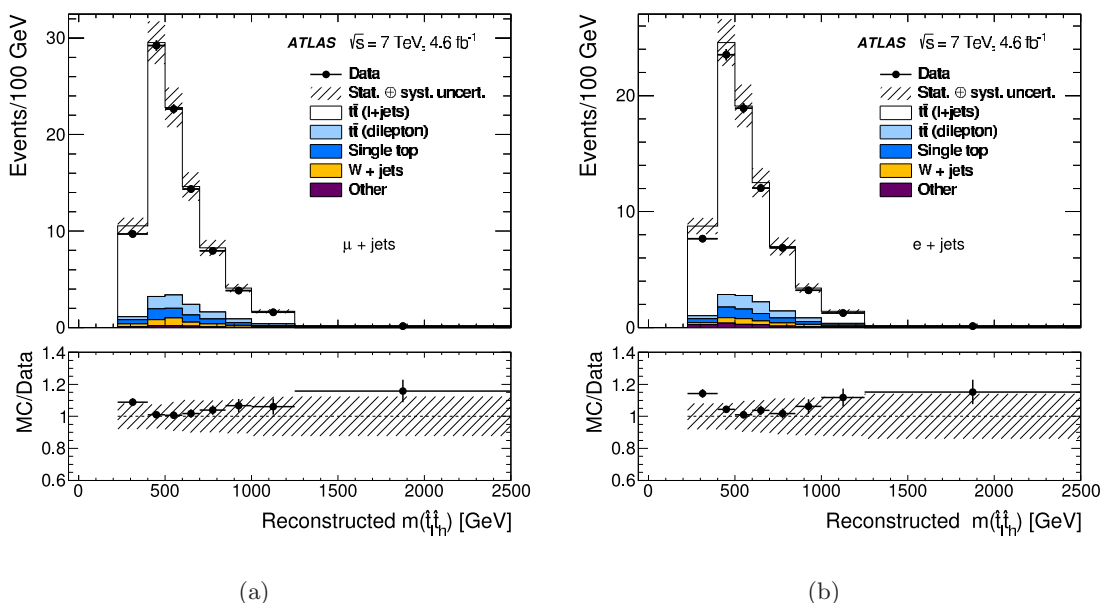 Events/100 GeV
30
20
10
0
ATLAS √s = 7 TeV, 4.6 fb⁻¹
Data
Stat. ⊕ syst. uncert.
tt̄ (l+jets)
tt̄ (dilepton)
Single top
W + jets
Other
μ + jets
MC/Data
1.4
1.2
1
0.8
0.6
0 500 1000 1500 2000 2500
Reconstructed m(t̂_l t̂_h) [GeV]
(a)
Events/100 GeV
20
10
0
ATLAS √s = 7 TeV, 4.6 fb⁻¹
Data
Stat. ⊕ syst. uncert.
tt̄ (l+jets)
tt̄ (dilepton)
Single top
W + jets
Other
e + jets
MC/Data
1.4
1.2
1
0.8
0.6
0 500 1000 1500 2000 2500
Reconstructed m(t̂_l t̂_h) [GeV]
(b)